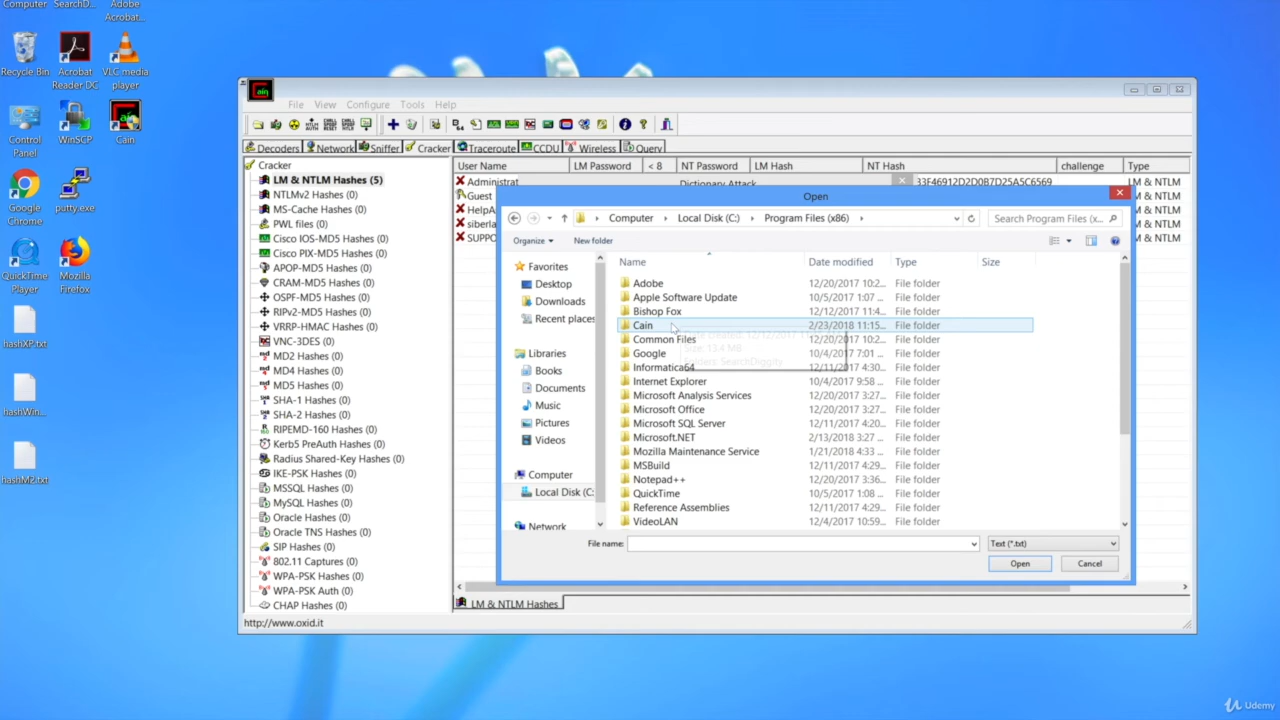 Computer
SearchD...
Adobe
Acrobat...
Recycle Bin
Acrobat
Reader DC
VLC media
player
Control
Panel
WinSCP
Cain
Google
Chrome
putty.exe
QuickTime
Player
Mozilla
Firefox
hashXP.txt
hashWin...
hashM2.txt
File View Configure Tools Help
Decoders Network Sniffer Cracker Traceroute CCDU Wireless Query
Cracker
LM & NTLM Hashes (5)
NTLMv2 Hashes (0)
MS-Cache Hashes (0)
PWL files (0)
Cisco IOS-MD5 Hashes (0)
Cisco PIX-MD5 Hashes (0)
APOP-MD5 Hashes (0)
CRAM-MD5 Hashes (0)
OSPF-MD5 Hashes (0)
RIPv2-MD5 Hashes (0)
VRRP-HMAC Hashes (0)
VNC-3DES (0)
MD2 Hashes (0)
MD4 Hashes (0)
MD5 Hashes (0)
SHA-1 Hashes (0)
SHA-2 Hashes (0)
RIPEMD-160 Hashes (0)
Kerb5 PreAuth Hashes (0)
Radius Shared-Key Hashes (0)
IKE-PSK Hashes (0)
MSSQL Hashes (0)
MySQL Hashes (0)
Oracle Hashes (0)
Oracle TNS Hashes (0)
SIP Hashes (0)
802.11 Captures (0)
WPA-PSK Hashes (0)
WPA-PSK Auth (0)
CHAP Hashes (0)
http://www.oxid.it
User Name LM Password < 8 NT Password LM Hash NT Hash challenge Type
Administrat Dictionary Attack 33F46912D2D0B7D25A5C6569 LM & NTLM
Guest LM & NTLM
HelpA LM & NTLM
siberla LM & NTLM
SUPPO LM & NTLM
Open
Computer Local Disk (C:) Program Files (x86) Search Program Files (x...
Organize New folder
Favorites
Desktop
Downloads
Recent places
Libraries
Books
Documents
Music
Pictures
Videos
Computer
Local Disk (C:
Network
Name Date modified Type Size
Adobe 12/20/2017 10:2... File folder
Apple Software Update 10/5/2017 1:07 ... File folder
Bishop Fox 12/12/2017 11:4... File folder
Cain 2/23/2018 11:15... File folder
Common Files 12/20/2017 10:2... File folder
Google 10/4/2017 7:01 ... File folder
Informatica64 12/11/2017 4:30... File folder
Internet Explorer 10/4/2017 9:58 ... File folder
Microsoft Analysis Services 12/20/2017 3:27... File folder
Microsoft Office 12/20/2017 3:27... File folder
Microsoft SQL Server 12/11/2017 4:20... File folder
Microsoft.NET 2/13/2018 3:27 ... File folder
Mozilla Maintenance Service 1/21/2018 4:33 ... File folder
MSBuild 12/11/2017 4:29... File folder
Notepad++ 12/20/2017 3:36... File folder
QuickTime 10/5/2017 1:08 ... File folder
Reference Assemblies 12/11/2017 4:29... File folder
VideoLAN 12/4/2017 10:59... File folder
Size: 13.4 MB
Folders: SearchDiggity
File name: Text (*.txt)
Open Cancel
LM & NTLM Hashes
Udemy